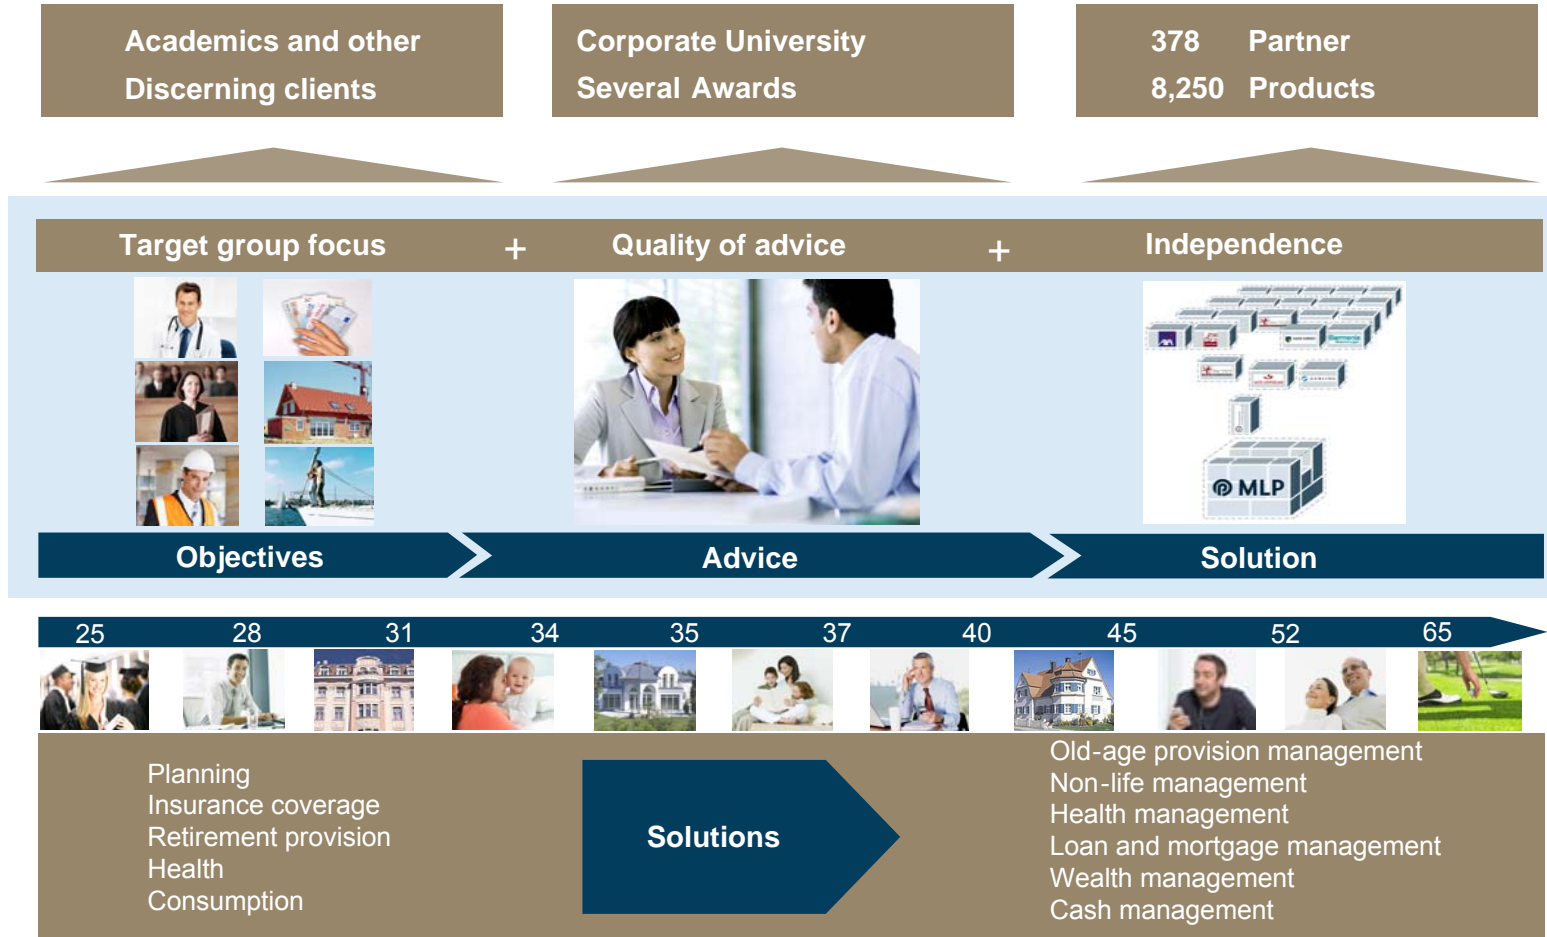 Academics and other
Discerning clients
Corporate University
Several Awards
378 Partner
8,250 Products
Target group focus + Quality of advice + Independence
AXA
MLP
Objectives
Advice
Solution
25 28 31 34 35 37 40 45 52 65
Planning
Insurance coverage
Retirement provision
Health
Consumption
Solutions
Old-age provision management
Non-life management
Health management
Loan and mortgage management
Wealth management
Cash management